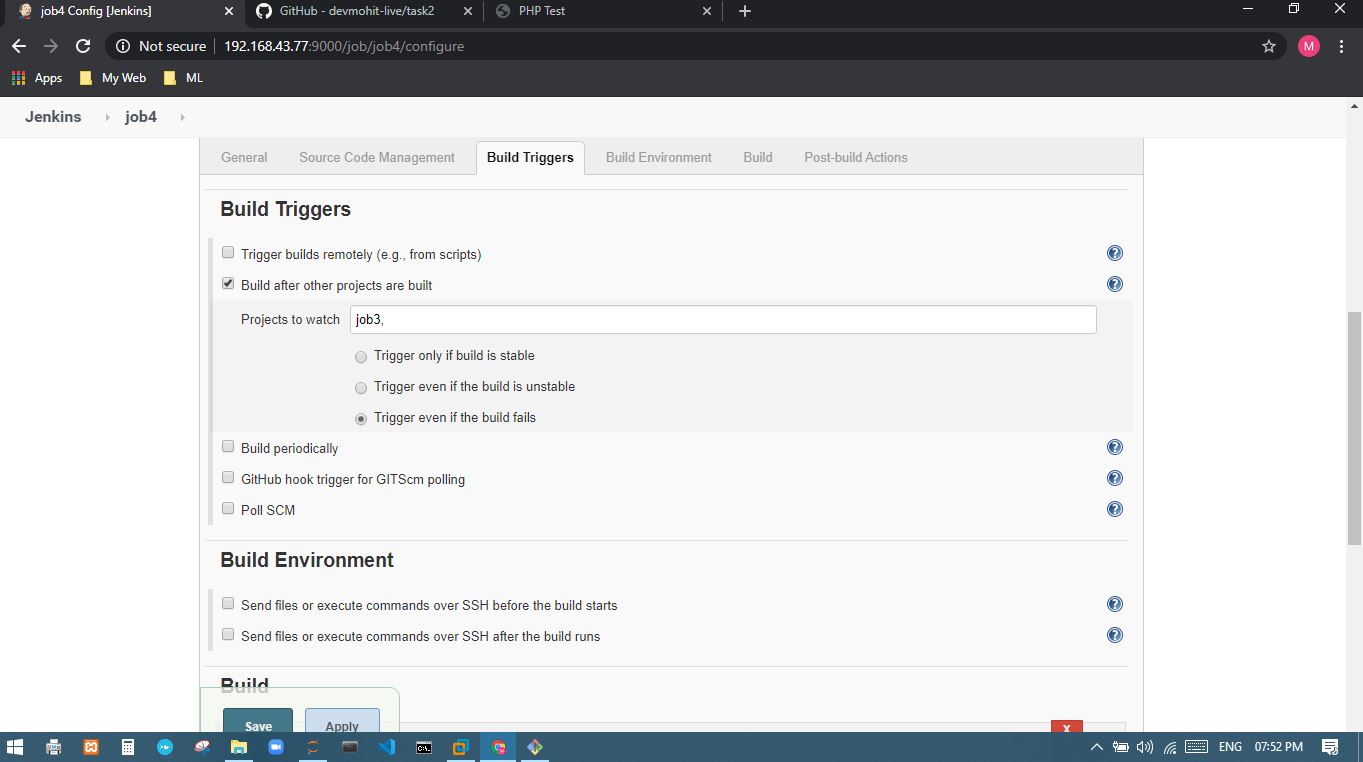 job4 Config [Jenkins]
GitHub - devmohit-live/task2
PHP Test
Not secure
192.168.43.77:9000/job/job4/configure
M
Apps
My Web
ML
Jenkins
job4
General
Source Code Management
Build Triggers
Build Environment
Build
Post-build Actions
Build Triggers
Trigger builds remotely (e.g., from scripts)
Build after other projects are built
Projects to watch
job3,
Trigger only if build is stable
Trigger even if the build is unstable
Trigger even if the build fails
Build periodically
GitHub hook trigger for GITScm polling
Poll SCM
Build Environment
Send files or execute commands over SSH before the build starts
Send files or execute commands over SSH after the build runs
Build
Save
Apply
X
ENG
07:52 PM